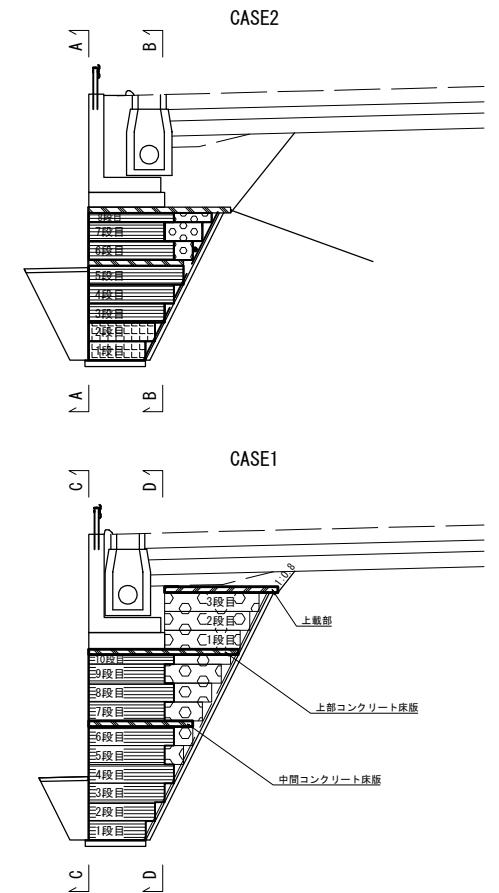 CASE2
A
B
8段目
7段目
6段目
5段目
4段目
3段目
2段目
1段目
A
B
CASE1
C
D
1:0.8
3段目
2段目
1段目
上載部
10段目
9段目
8段目
7段目
上部コンクリート床版
6段目
5段目
4段目
3段目
2段目
1段目
中間コンクリート床版
C
D